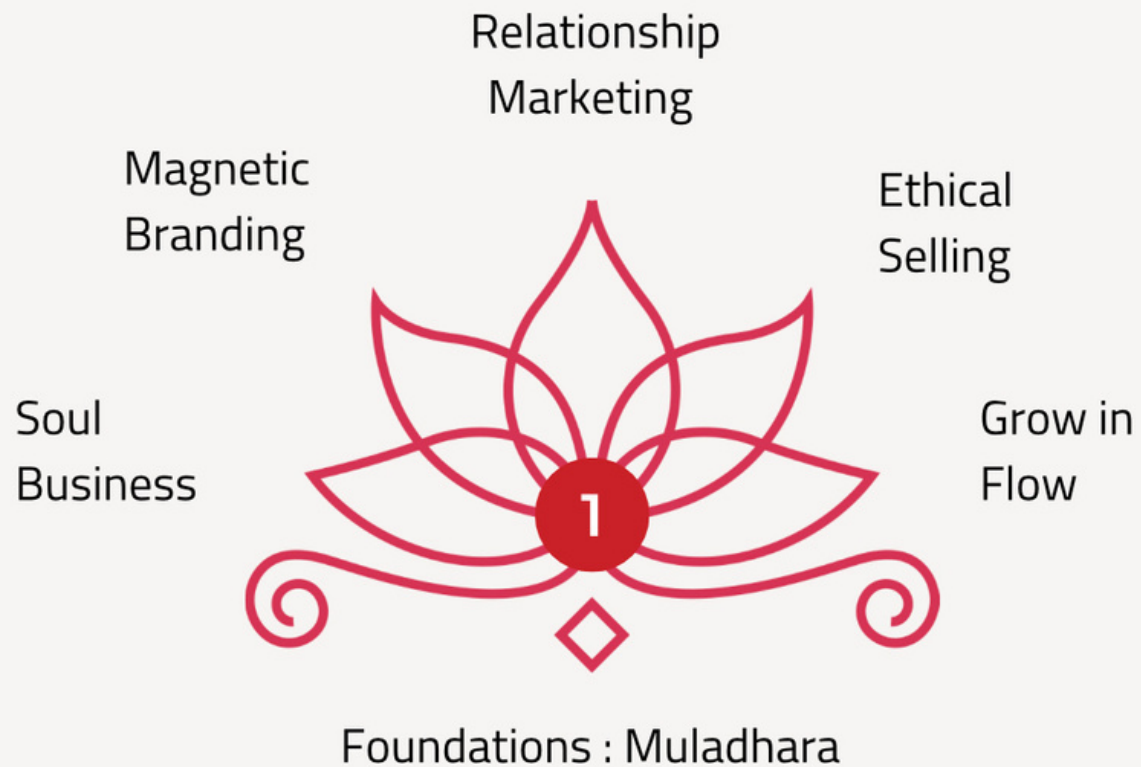 Relationship
Marketing
Magnetic
Branding
Ethical
Selling
Soul
Business
Grow in
Flow
1
Foundations : Muladhara